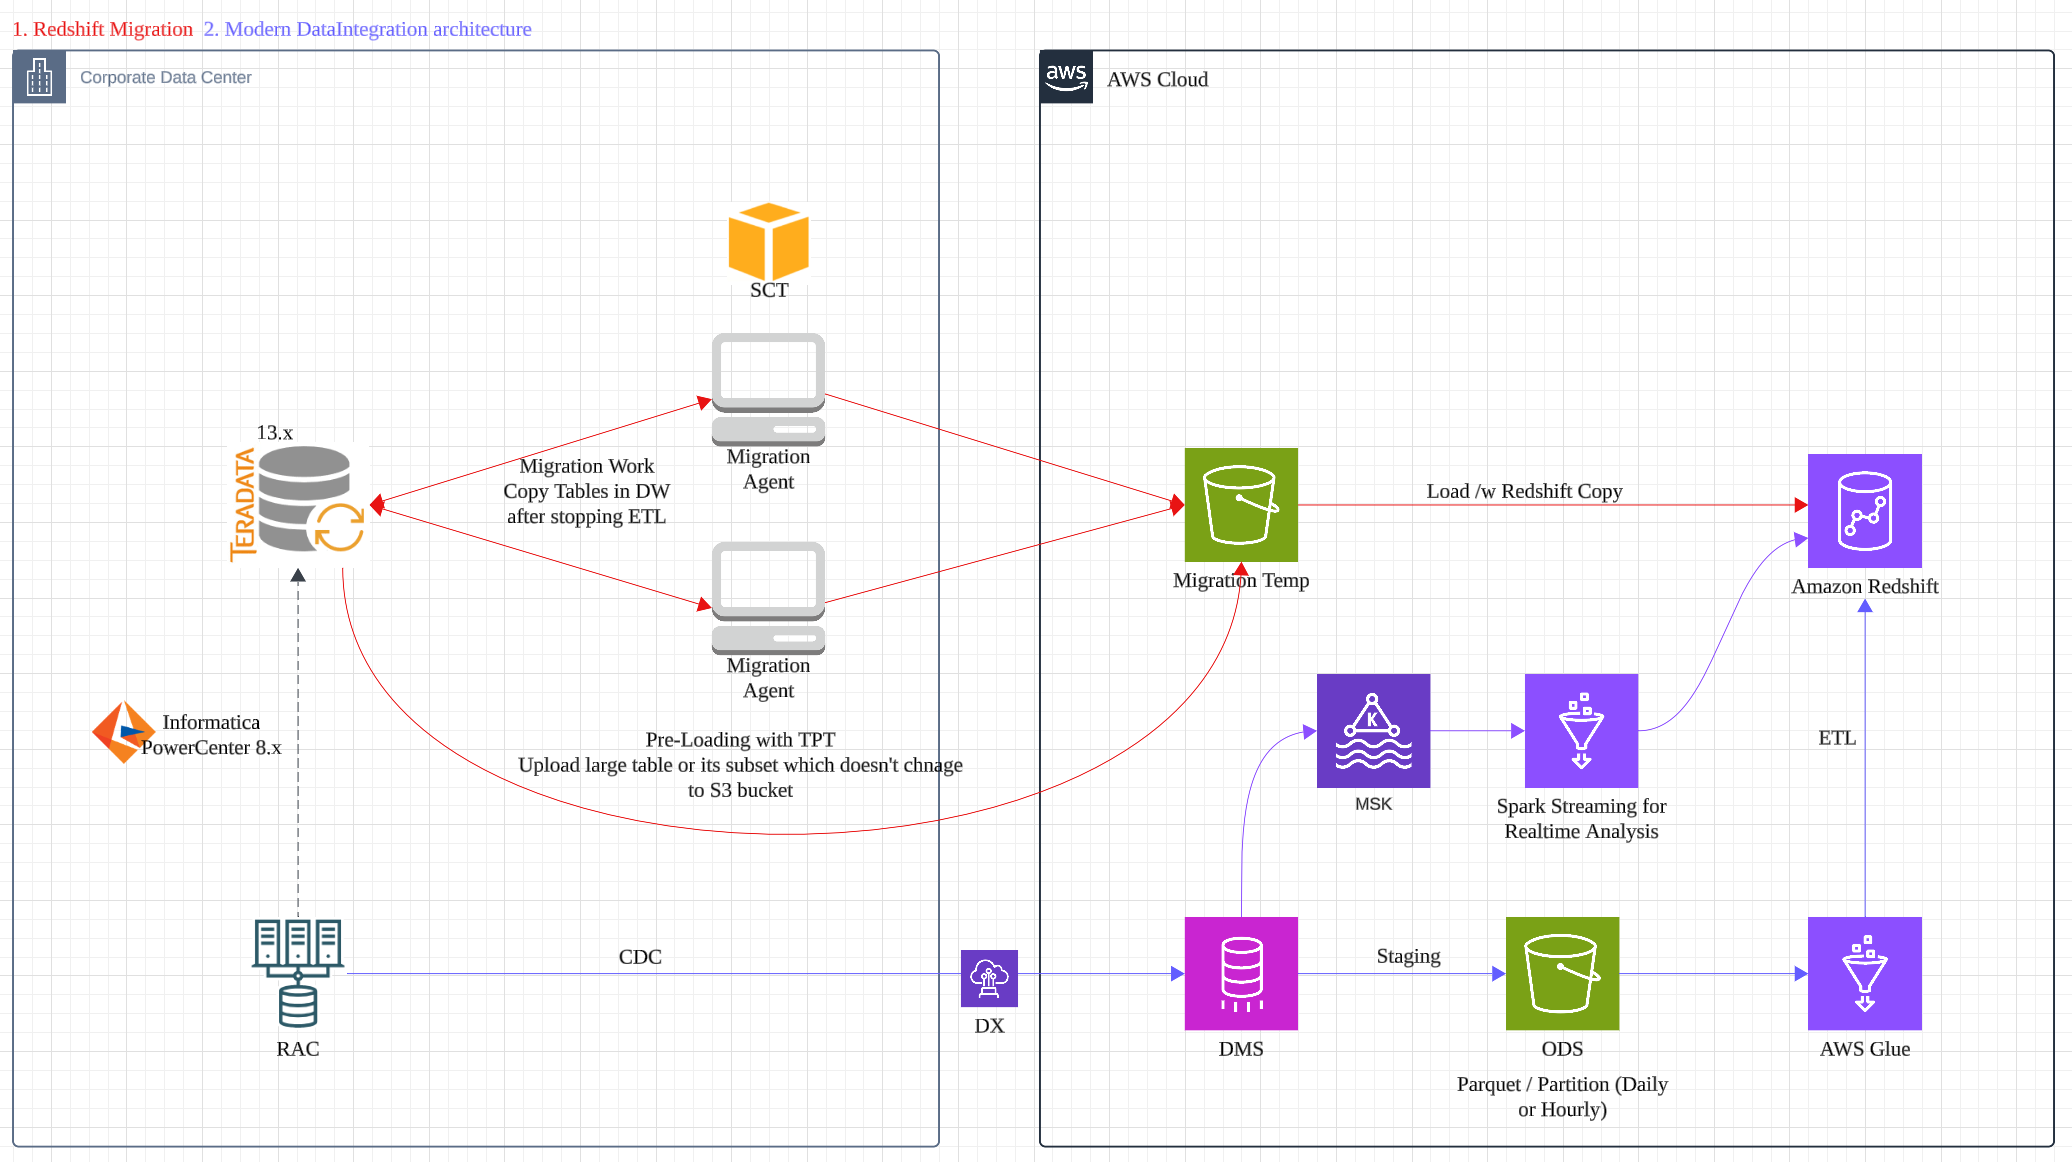 1. Redshift Migration 2. Modern DataIntegration architecture
Corporate Data Center
aws
AWS Cloud
SCT
Migration
Agent
13.x
TERADATA
Migration Work
Copy Tables in DW
after stopping ETL
Load /w Redshift Copy
Migration Temp
Amazon Redshift
Migration
Agent
Informatica
PowerCenter 8.x
Pre-Loading with TPT
Upload large table or its subset which doesn't chnage
to S3 bucket
K
MSK
Spark Streaming for
Realtime Analysis
ETL
CDC
Staging
RAC
DX
DMS
ODS
AWS Glue
Parquet / Partition (Daily
or Hourly)